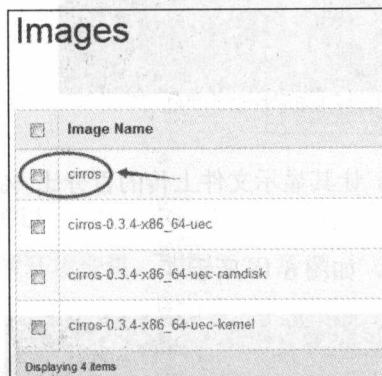 Images
Image Name
cirros
cirros-0.3.4-x86_64-uec
cirros-0.3.4-x86_64-uec-ramdisk
cirros-0.3.4-x86_64-uec-kernel
Displaying 4 items